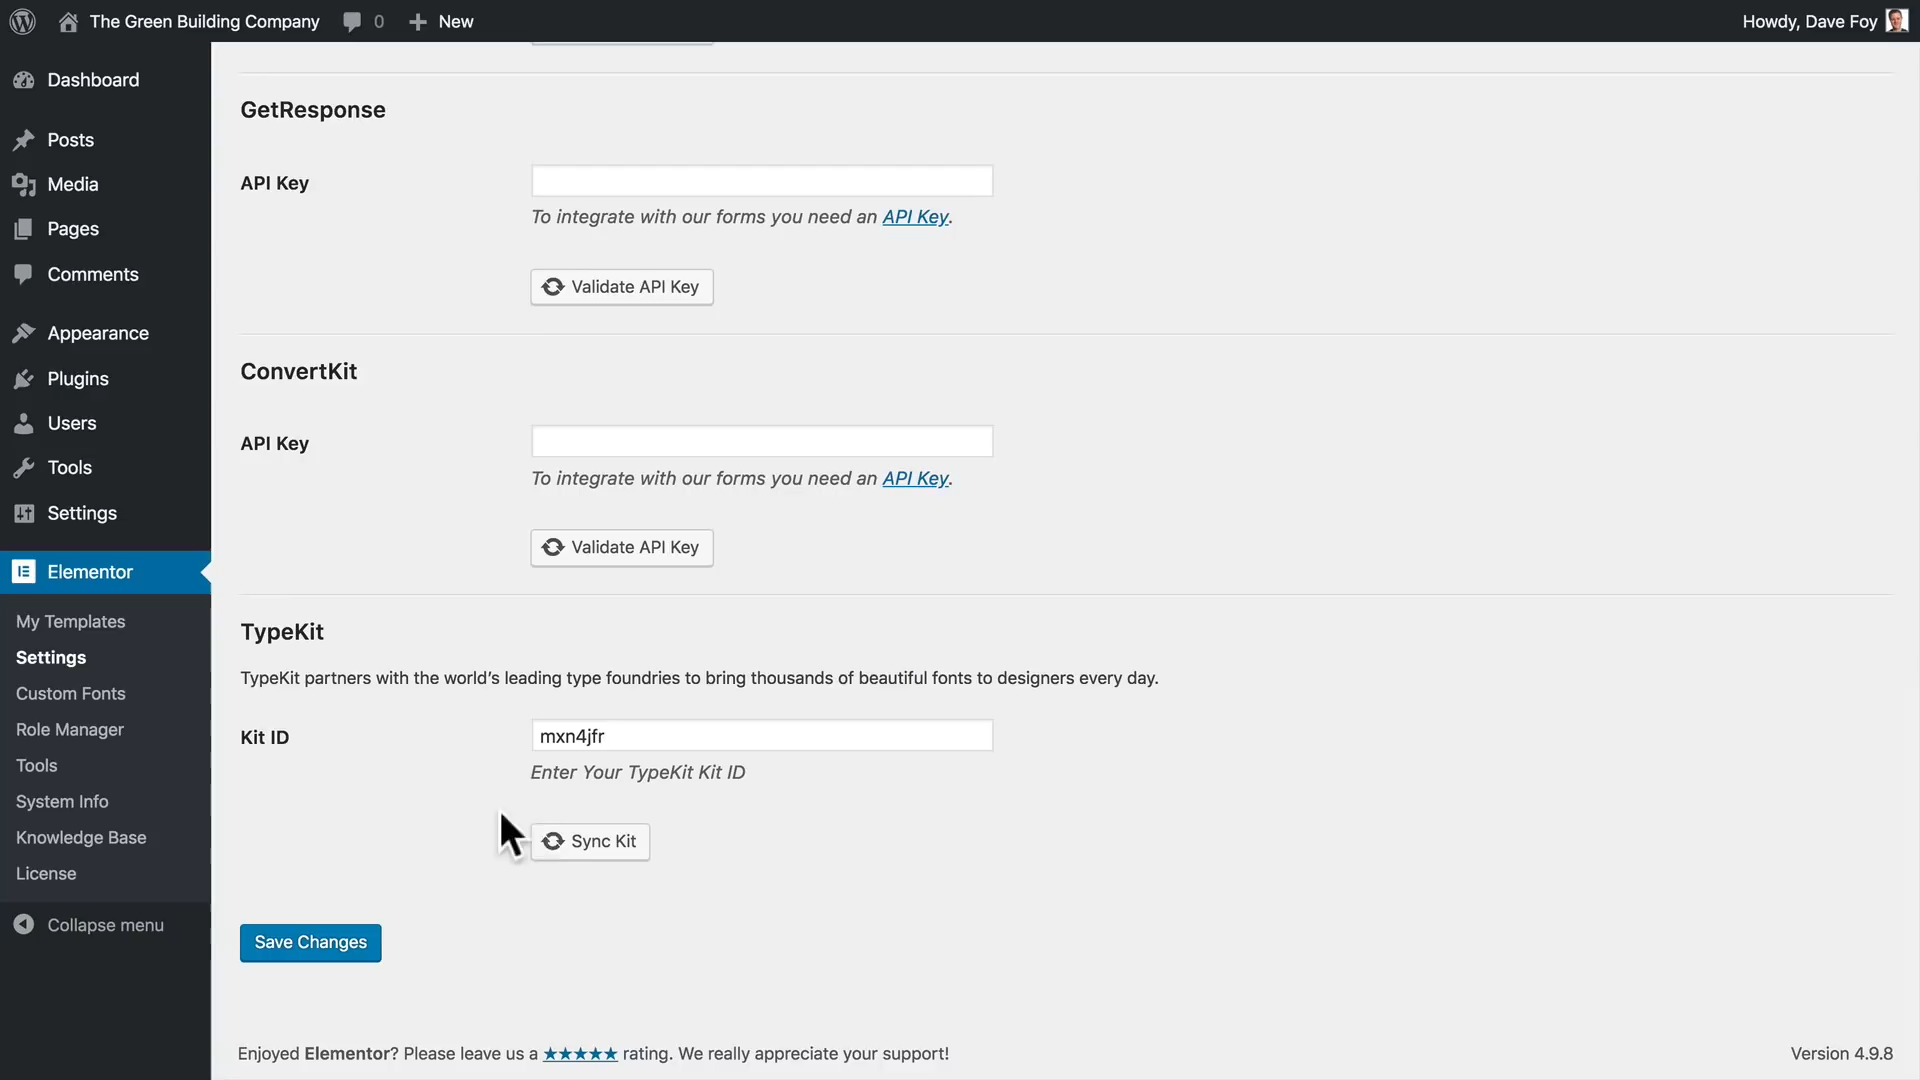 The Green Building Company
0
New
Howdy, Dave Foy
Dashboard
Posts
Media
Pages
Comments
Appearance
Plugins
Users
Tools
Settings
Elementor
My Templates
Settings
Custom Fonts
Role Manager
Tools
System Info
Knowledge Base
License
Collapse menu
GetResponse
API Key
To integrate with our forms you need an API Key.
Validate API Key
ConvertKit
API Key
To integrate with our forms you need an API Key.
Validate API Key
TypeKit
TypeKit partners with the world’s leading type foundries to bring thousands of beautiful fonts to designers every day.
Kit ID
mxn4jfr
Enter Your TypeKit Kit ID
Sync Kit
Save Changes
Enjoyed Elementor? Please leave us a ★★★★★ rating. We really appreciate your support!
Version 4.9.8